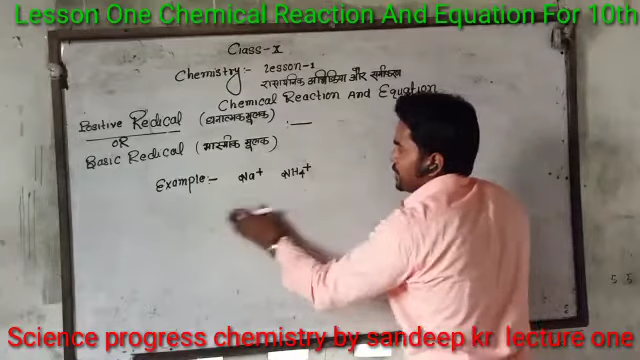 Lesson One Chemical Reaction And Equation For 10th
Class-X
Chemistry:- Lesson-1
रासायनिक अभिक्रिया और समीकरण
Chemical Reaction And Equation
Positive Redical (धनात्मक मूलक) :—
OR
Basic Redical (भास्मीक मूलक)
Example:- Na⁺ NH₄⁺
Science progress chemistry by sandeep kr lecture one